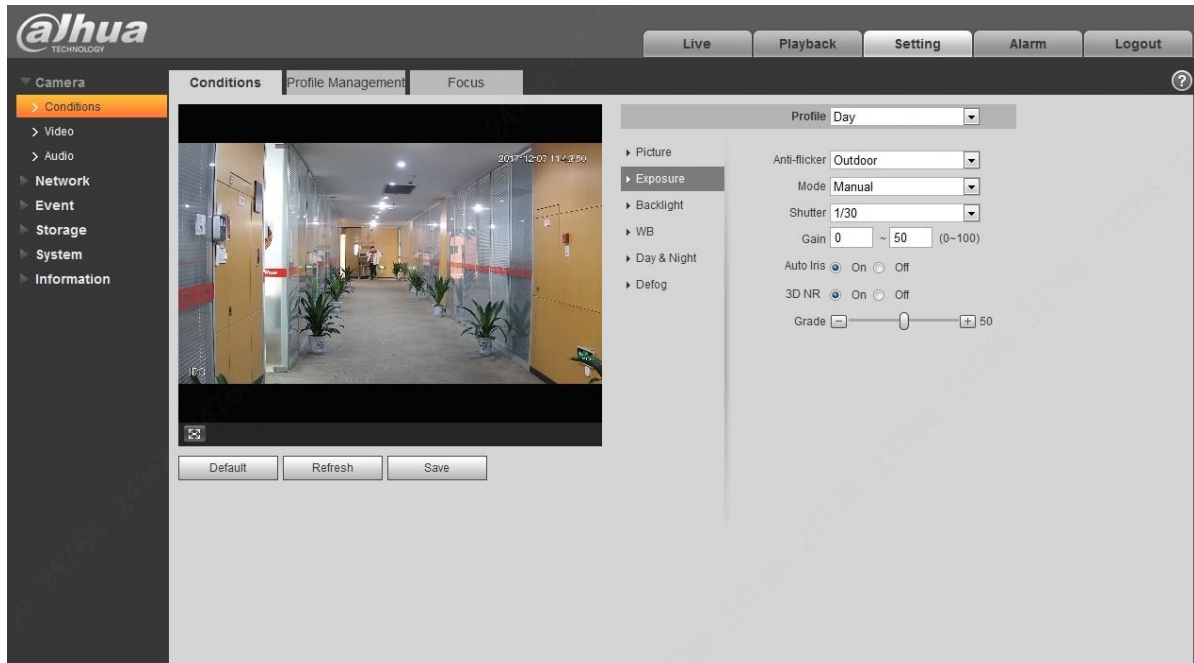 alhua
TECHNOLOGY
Live
Playback
Setting
Alarm
Logout
Camera
Conditions
Video
Audio
Network
Event
Storage
System
Information
Conditions
Profile Management
Focus
Default
Refresh
Save
Picture
Exposure
Backlight
WB
Day & Night
Defog
Profile Day
Anti-flicker Outdoor
Mode Manual
Shutter 1/30
Gain 0 ~ 50 (0~100)
Auto Iris On Off
3D NR On Off
Grade 50